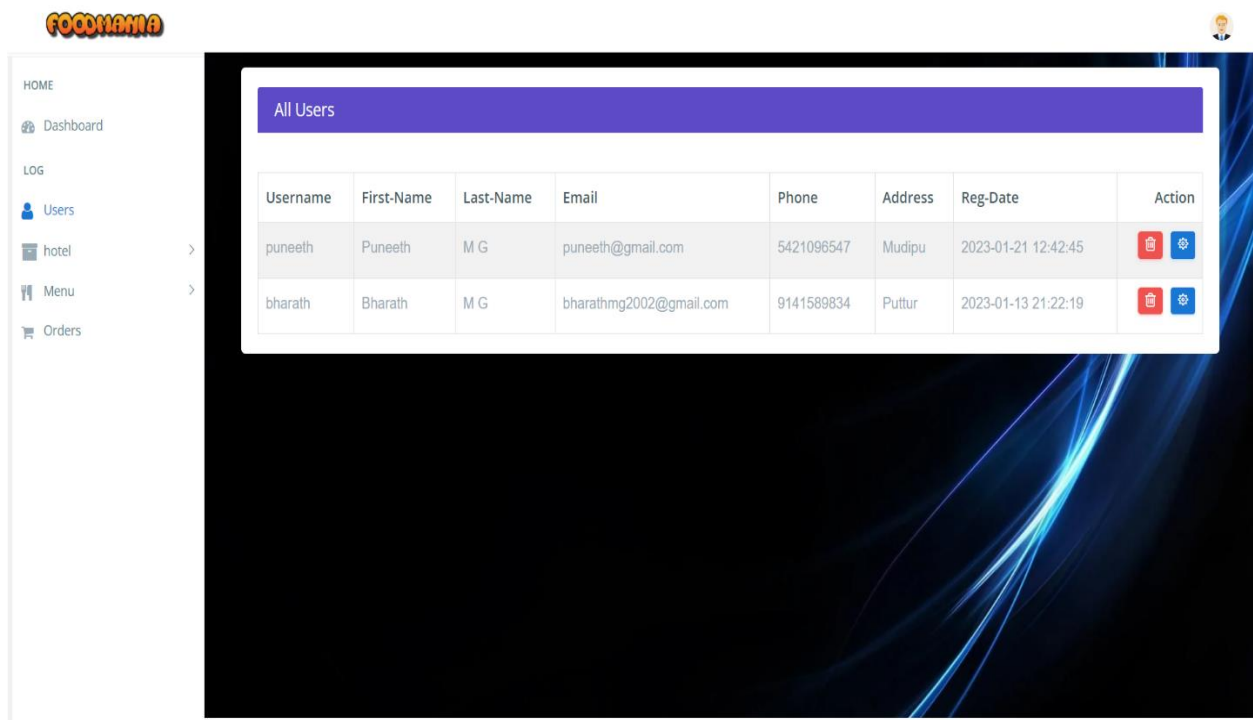 FOODMANIA
HOME
Dashboard
LOG
Users
hotel
Menu
Orders
All Users
Username First-Name Last-Name Email Phone Address Reg-Date Action
puneeth Puneeth M G puneeth@gmail.com 5421096547 Mudipu 2023-01-21 12:42:45
bharath Bharath M G bharathmg2002@gmail.com 9141589834 Puttur 2023-01-13 21:22:19